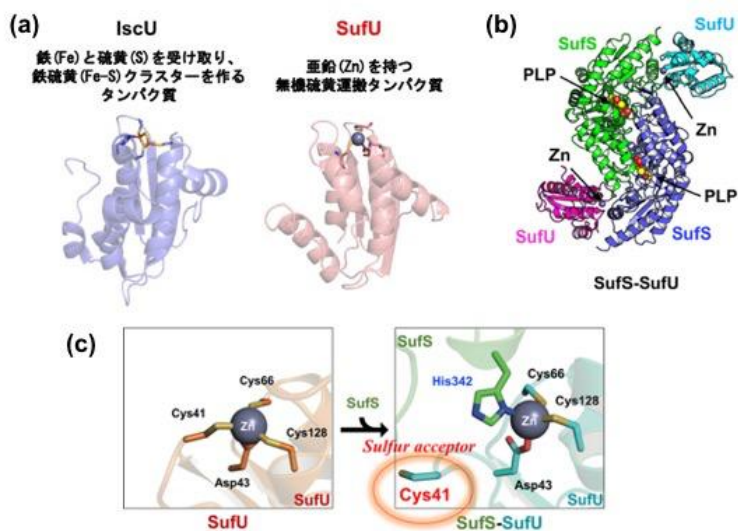 (a)
IscU
鉄(Fe)と硫黄(S)を受け取り、
鉄硫黄(Fe-S)クラスターを作る
タンパク質
SufU
亜鉛(Zn)を持つ
無機硫黄運搬タンパク質
(b)
SufS
SufU
PLP
Zn
Zn
PLP
SufU
SufS
SufS-SufU
(c)
Cys66
Cys41
Zn
Cys128
Asp43
SufU
SufU
SufS
SufS
His342
Cys66
Zn
Cys128
Sulfur acceptor
Cys41
Asp43
SufU
SufS-SufU